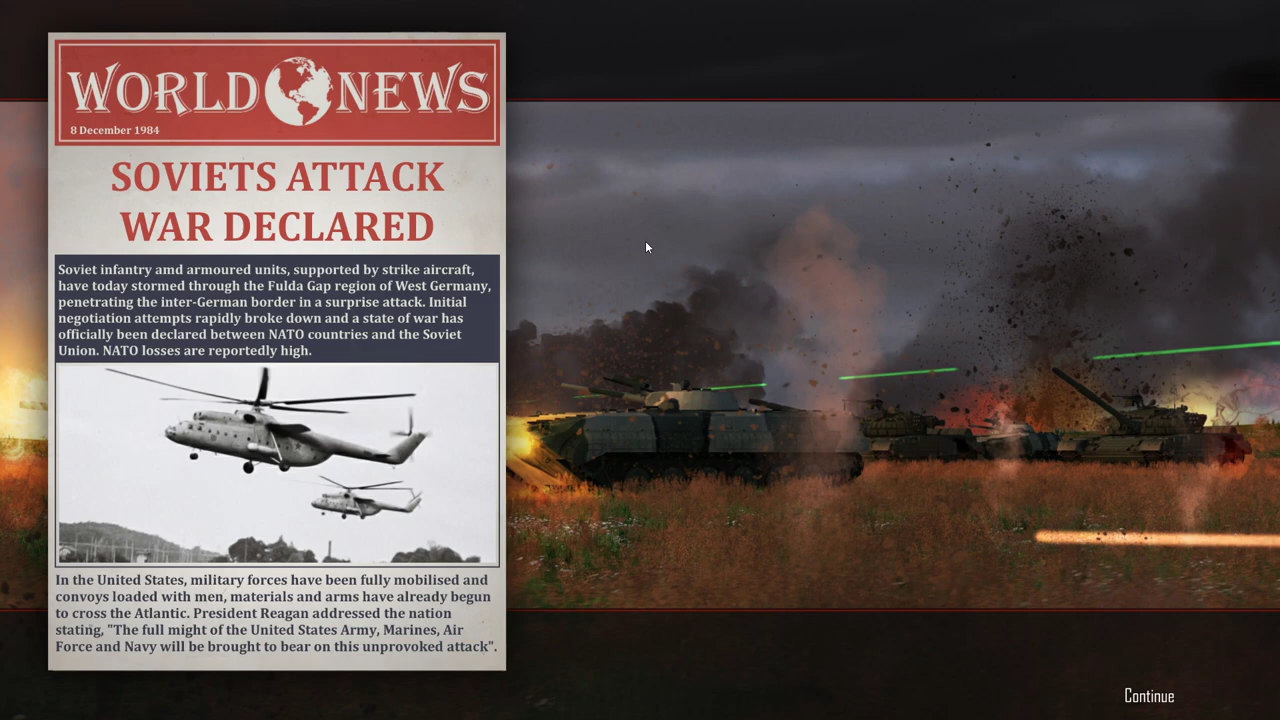 WORLD NEWS
8 December 1984
SOVIETS ATTACK
WAR DECLARED
Soviet infantry amd armoured units, supported by strike aircraft,
have today stormed through the Fulda Gap region of West Germany,
penetrating the inter-German border in a surprise attack. Initial
negotiation attempts rapidly broke down and a state of war has
officially been declared between NATO countries and the Soviet
Union. NATO losses are reportedly high.
In the United States, military forces have been fully mobilised and
convoys loaded with men, materials and arms have already begun
to cross the Atlantic. President Reagan addressed the nation
stating, "The full might of the United States Army, Marines, Air
Force and Navy will be brought to bear on this unprovoked attack".
Continue